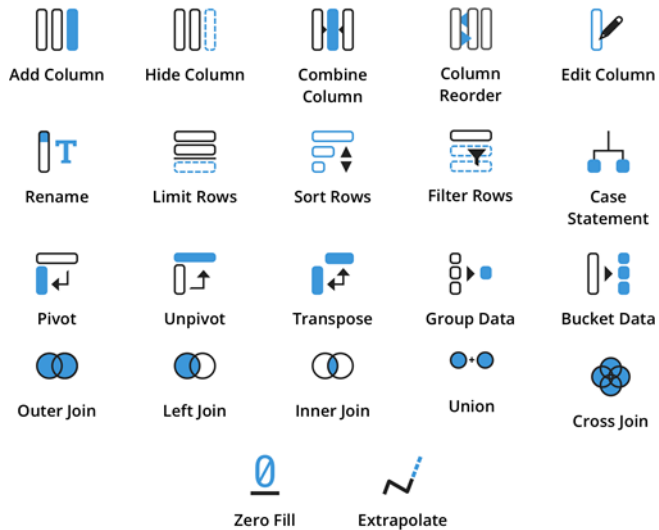 Add Column
Hide Column
Combine
Column
Column
Reorder
Edit Column
T
Rename
Limit Rows
Sort Rows
Filter Rows
Case
Statement
Pivot
Unpivot
Transpose
Group Data
Bucket Data
Outer Join
Left Join
Inner Join
+
Union
Cross Join
0
Zero Fill
Extrapolate